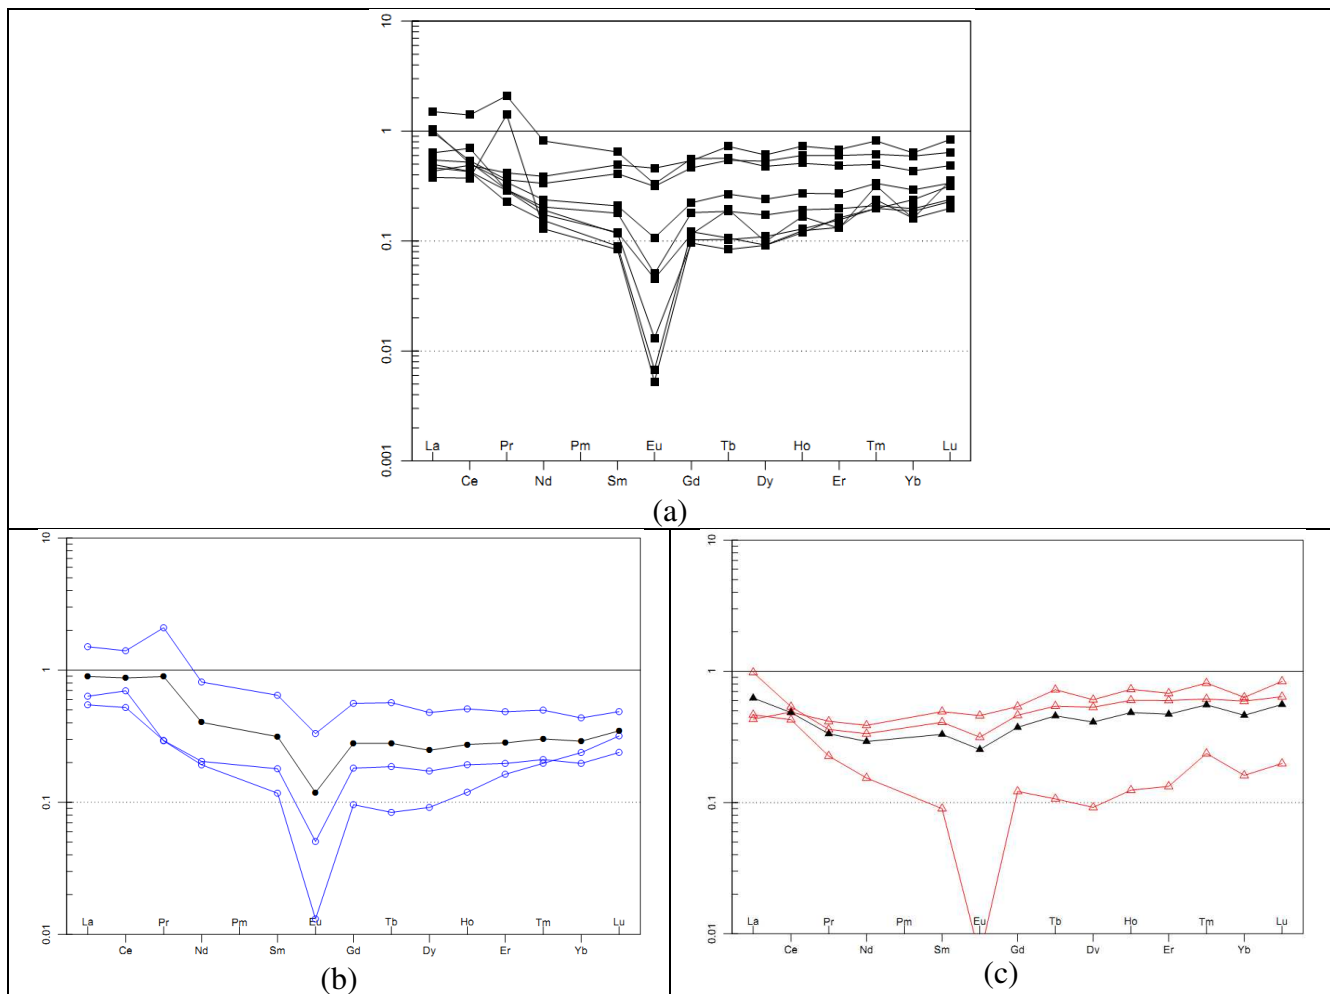 10
1
0.1
0.01
0.001
La Pr Pm Eu Tb Ho Tm Lu
Ce Nd Sm Gd Dy Er Yb
(a)
10
1
0.1
0.01
La Pr Pm Eu Tb Ho Tm Lu
Ce Nd Sm Gd Dy Er Yb
(b)
10
1
0.1
0.01
La Pr Pm Eu Tb Ho Tm Lu
Ce Nd Sm Gd Dv Er Yb
(c)